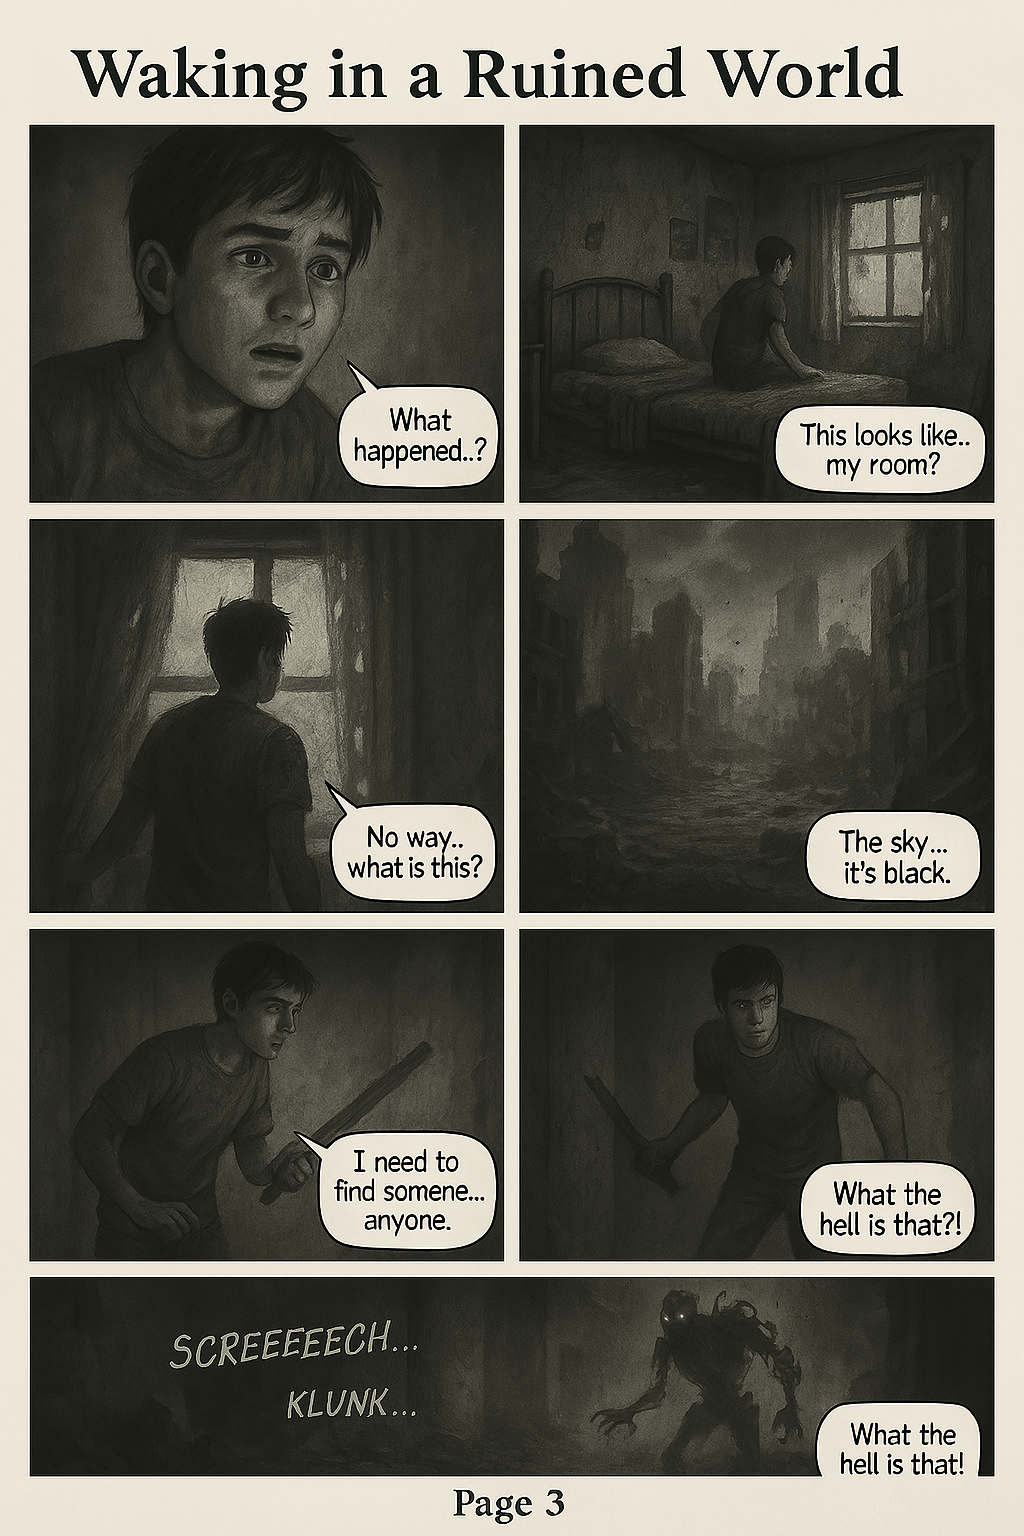 Waking in a Ruined World
What
happened..?
This looks like..
my room?
No way..
what is this?
The sky...
it's black.
I need to
find somene...
anyone.
What the
hell is that?!
SCREEEEECH...
KLUNK...
What the
hell is that!
Page 3